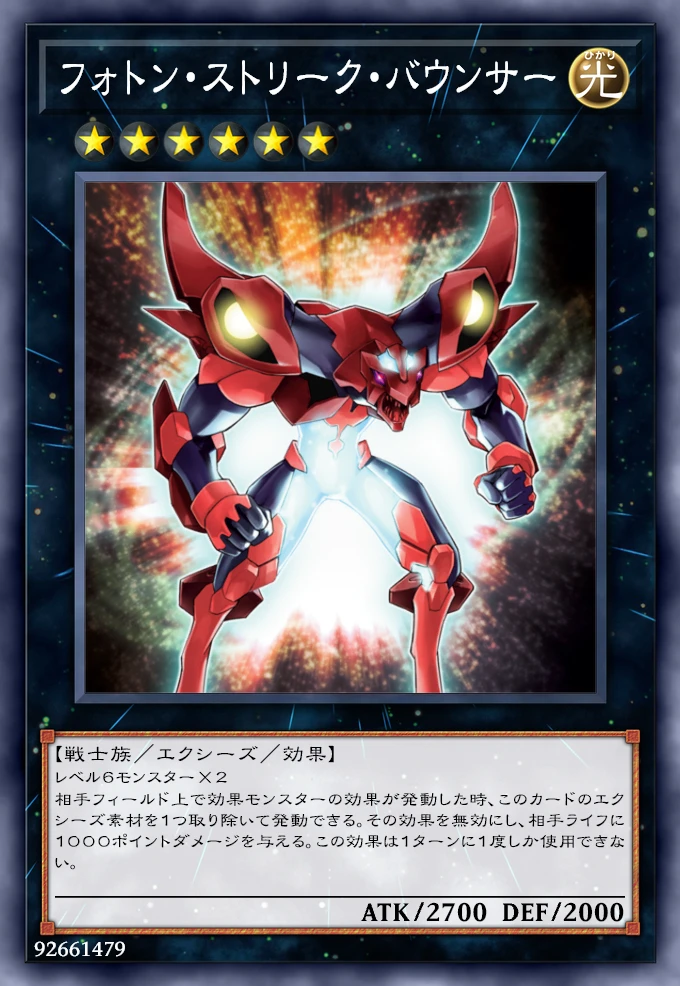 フォトン・ストリーク・バウンサー
ひかり
光
【戦士族／エクシーズ／効果】
レベル６モンスター×２
相手フィールド上で効果モンスターの効果が発動した時、このカードのエク
シーズ素材を１つ取り除いて発動できる。その効果を無効にし、相手ライフに
１０００ポイントダメージを与える。この効果は１ターンに１度しか使用できな
い。
ATK/2700 DEF/2000
92661479